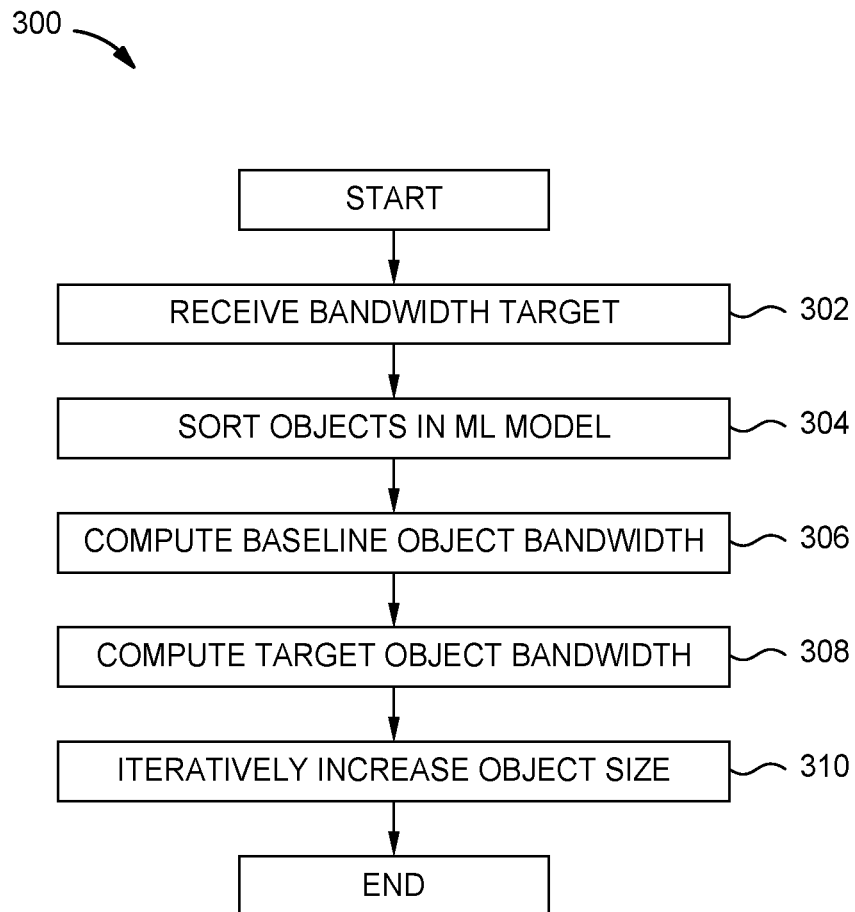 300
START
RECEIVE BANDWIDTH TARGET
302
SORT OBJECTS IN ML MODEL
304
COMPUTE BASELINE OBJECT BANDWIDTH
306
COMPUTE TARGET OBJECT BANDWIDTH
308
ITERATIVELY INCREASE OBJECT SIZE
310
END